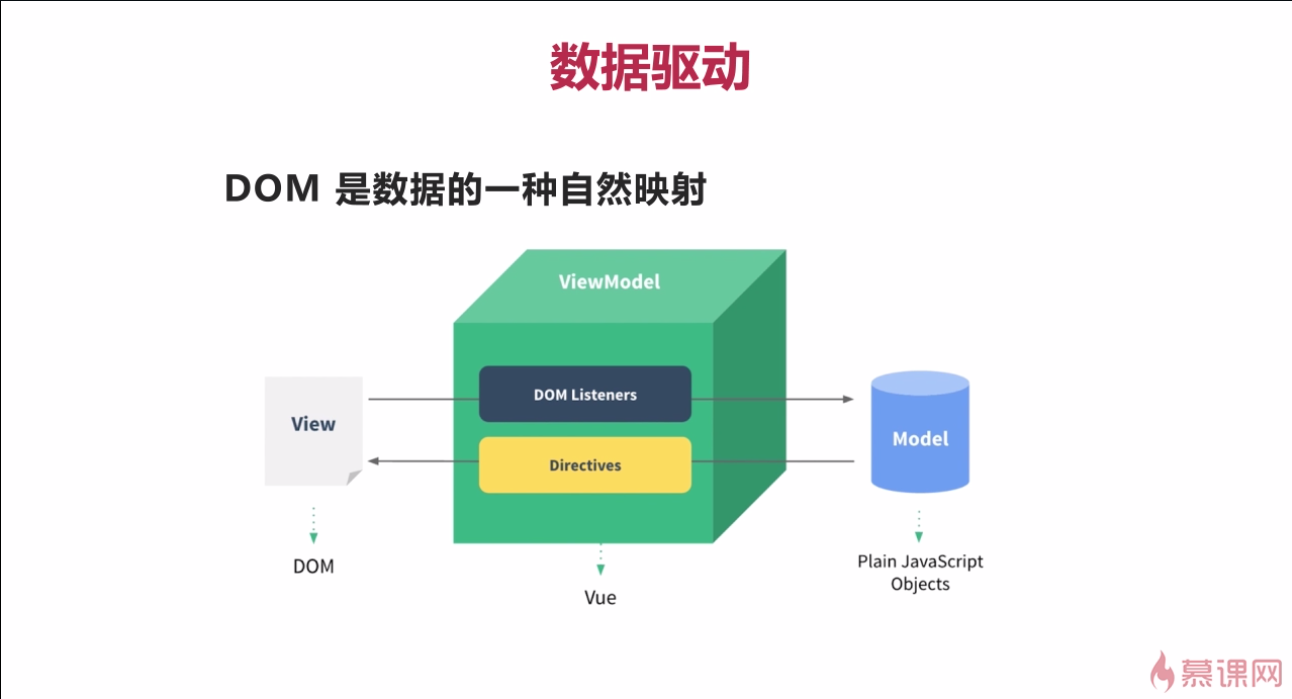 数据驱动
DOM 是数据的一种自然映射
ViewModel
DOM Listeners
View
Model
Directives
DOM
Plain JavaScript
Objects
Vue
慕课网